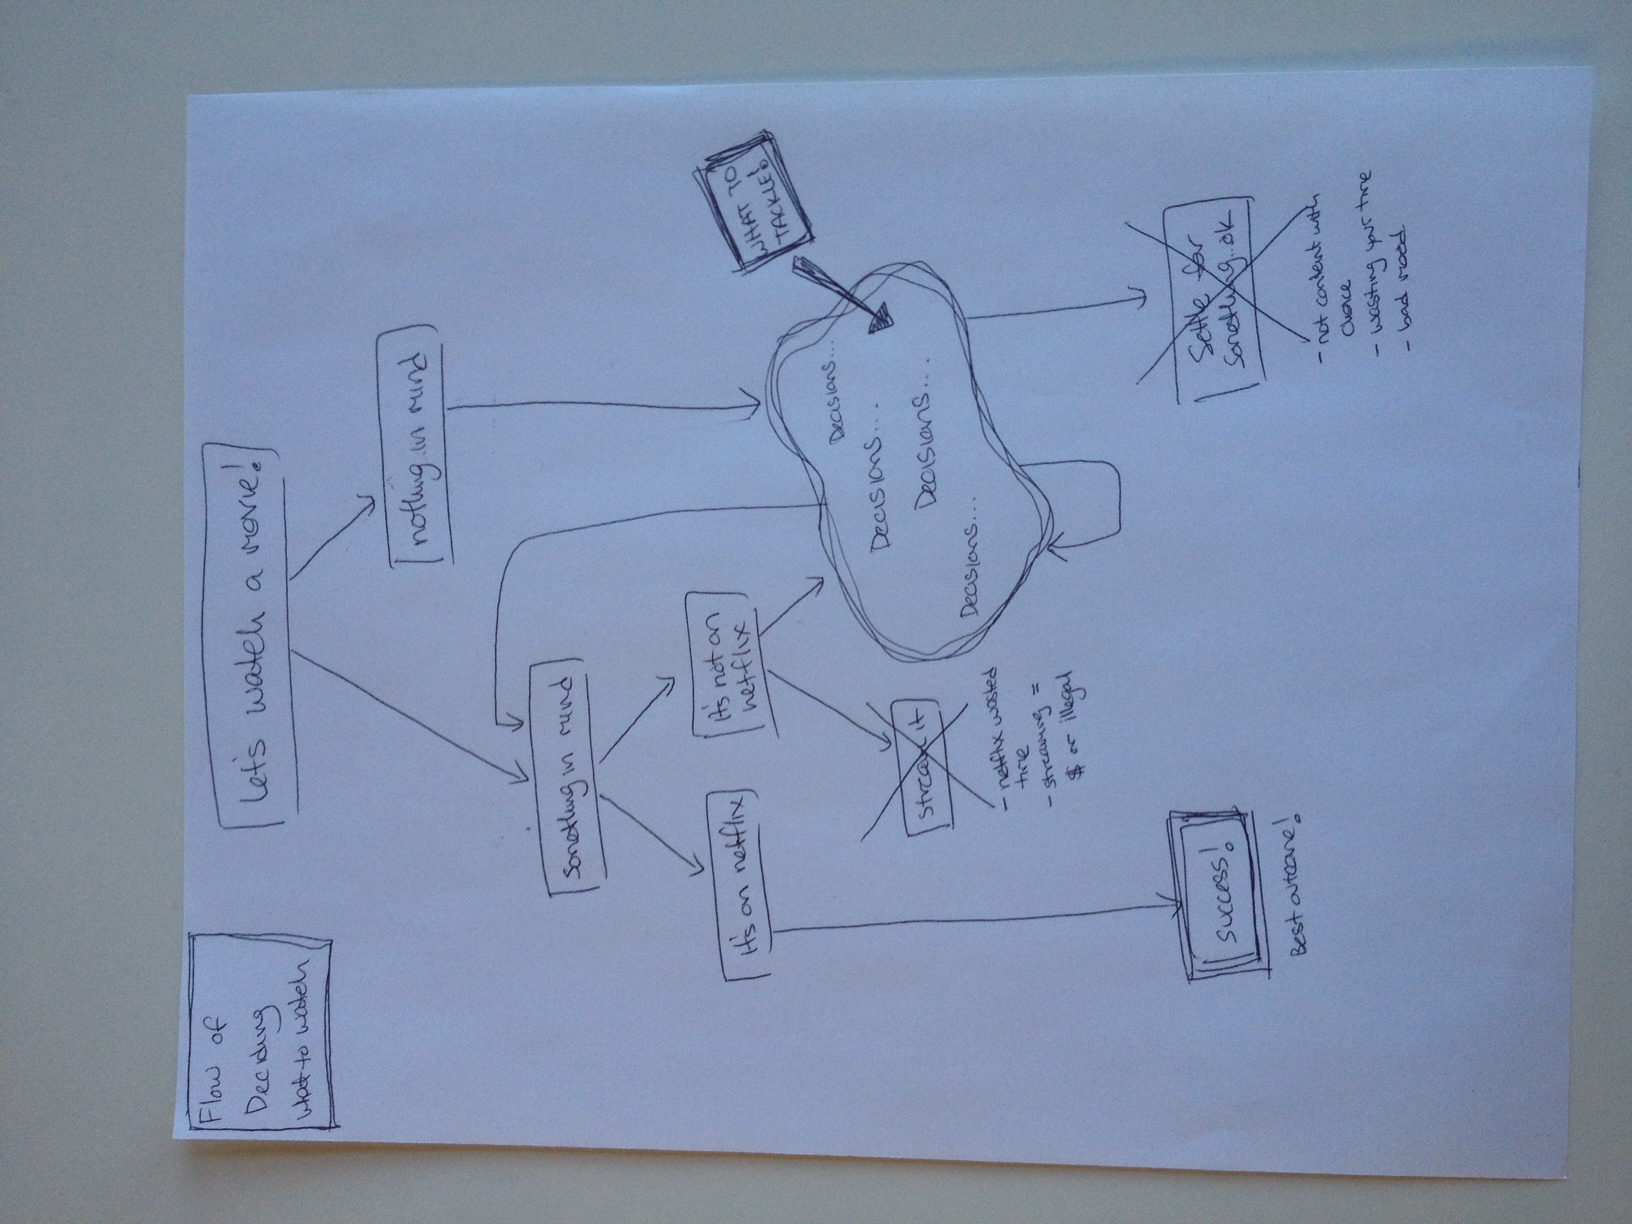 Flow of
Deciding
what to watch
Let's watch a movie!
nothing in mind
Something in mind
it's on netflix
it's not on
netflix
WHAT TO
TACKLE!
Decisions...
Decisions...
Decisions...
Decisions...
stream it
- netflix wasted
time
- streaming =
$ or illegal
success!
Best outcome!
Settle for
something..ok
- not content with
choice
- wasting your time
- bad mood